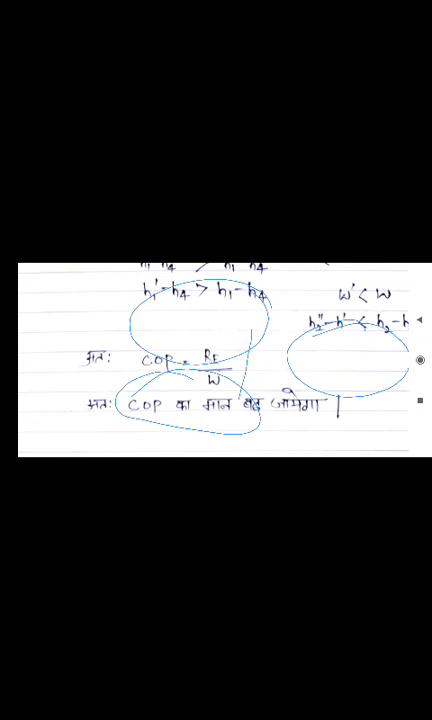 h₁'-h₄ > h₁-h₄
w' < w
h₂"-h' < h₂-h
अतः COP = RE/W
अतः COP का मान बढ़ जायेगा |